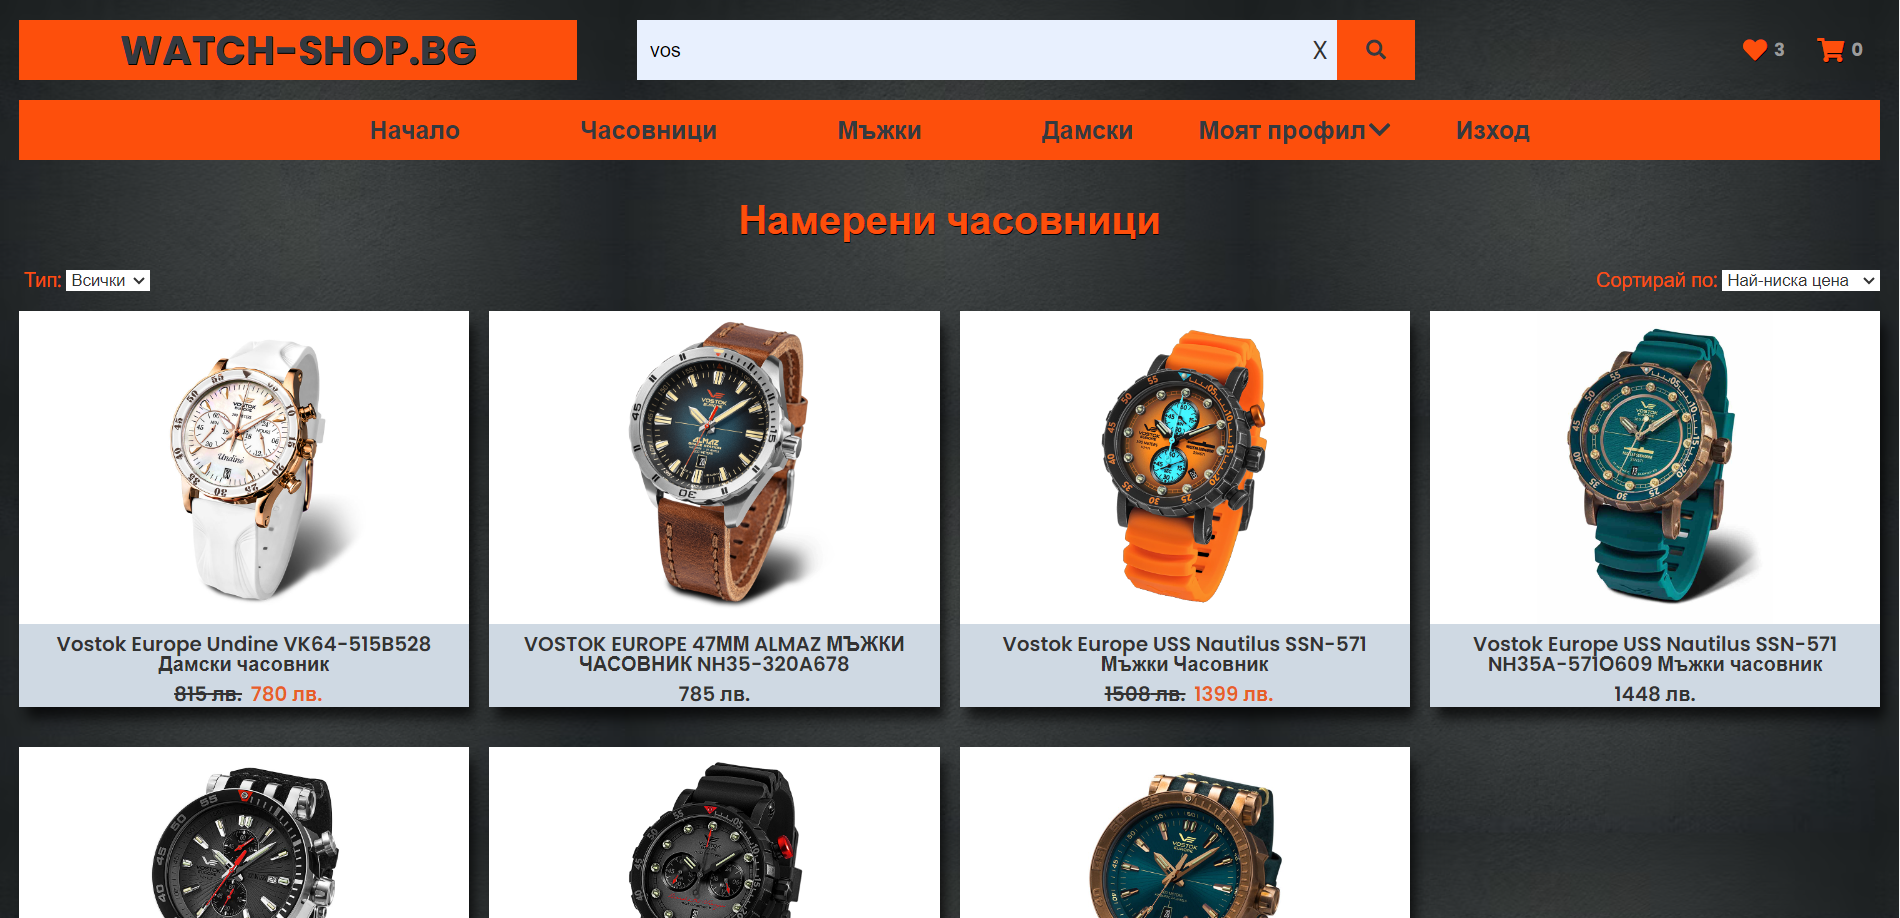 WATCH-SHOP.BG
vos
X
3
0
Начало
Часовници
Мъжки
Дамски
Моят профил
Изход
Намерени часовници
Тип: Всички
Сортирай по: Най-ниска цена
Vostok Europe Undine VK64-515B528
Дамски часовник
815 лв. 780 лв.
VOSTOK EUROPE 47MM ALMAZ МЪЖКИ
ЧАСОВНИК NH35-320A678
785 лв.
Vostok Europe USS Nautilus SSN-571
Мъжки Часовник
1508 лв. 1399 лв.
Vostok Europe USS Nautilus SSN-571
NH35A-571O609 Мъжки часовник
1448 лв.